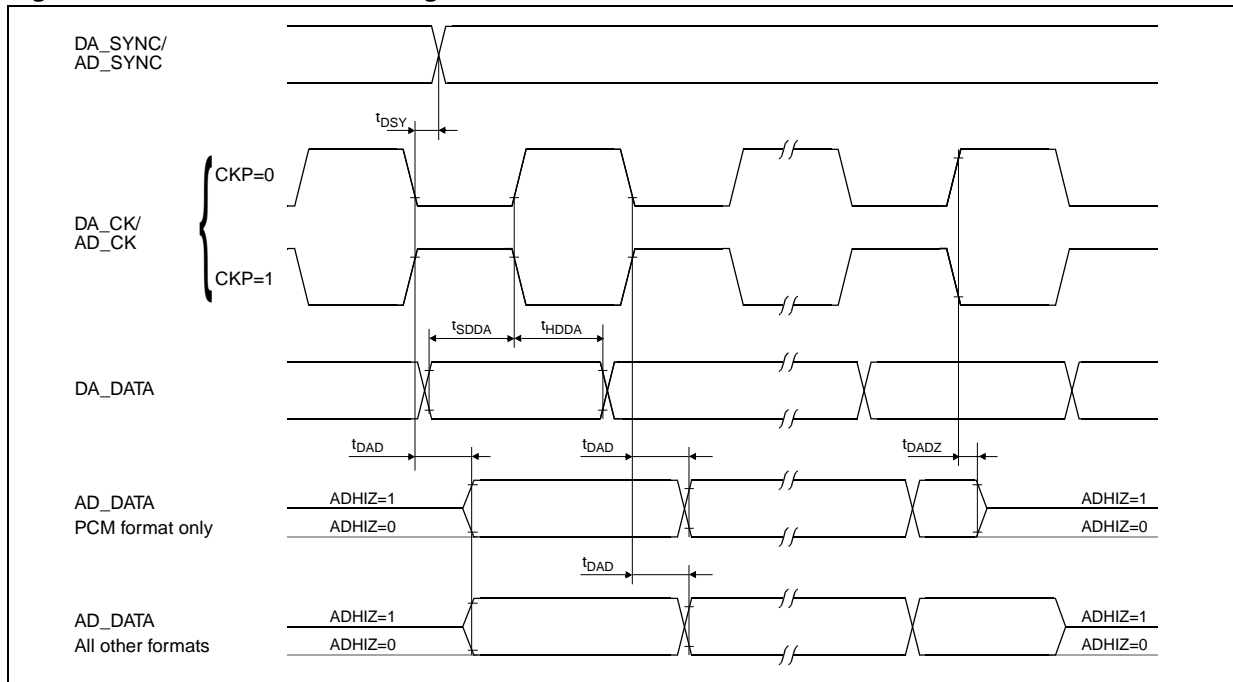 DA_SYNC/
AD_SYNC
tDSY
CKP=0
DA_CK/
AD_CK
CKP=1
tSDDA
tHDDA
DA_DATA
tDAD
tDAD
tDADZ
AD_DATA
PCM format only
ADHIZ=1
ADHIZ=0
ADHIZ=1
ADHIZ=0
tDAD
AD_DATA
All other formats
ADHIZ=1
ADHIZ=0
ADHIZ=1
ADHIZ=0